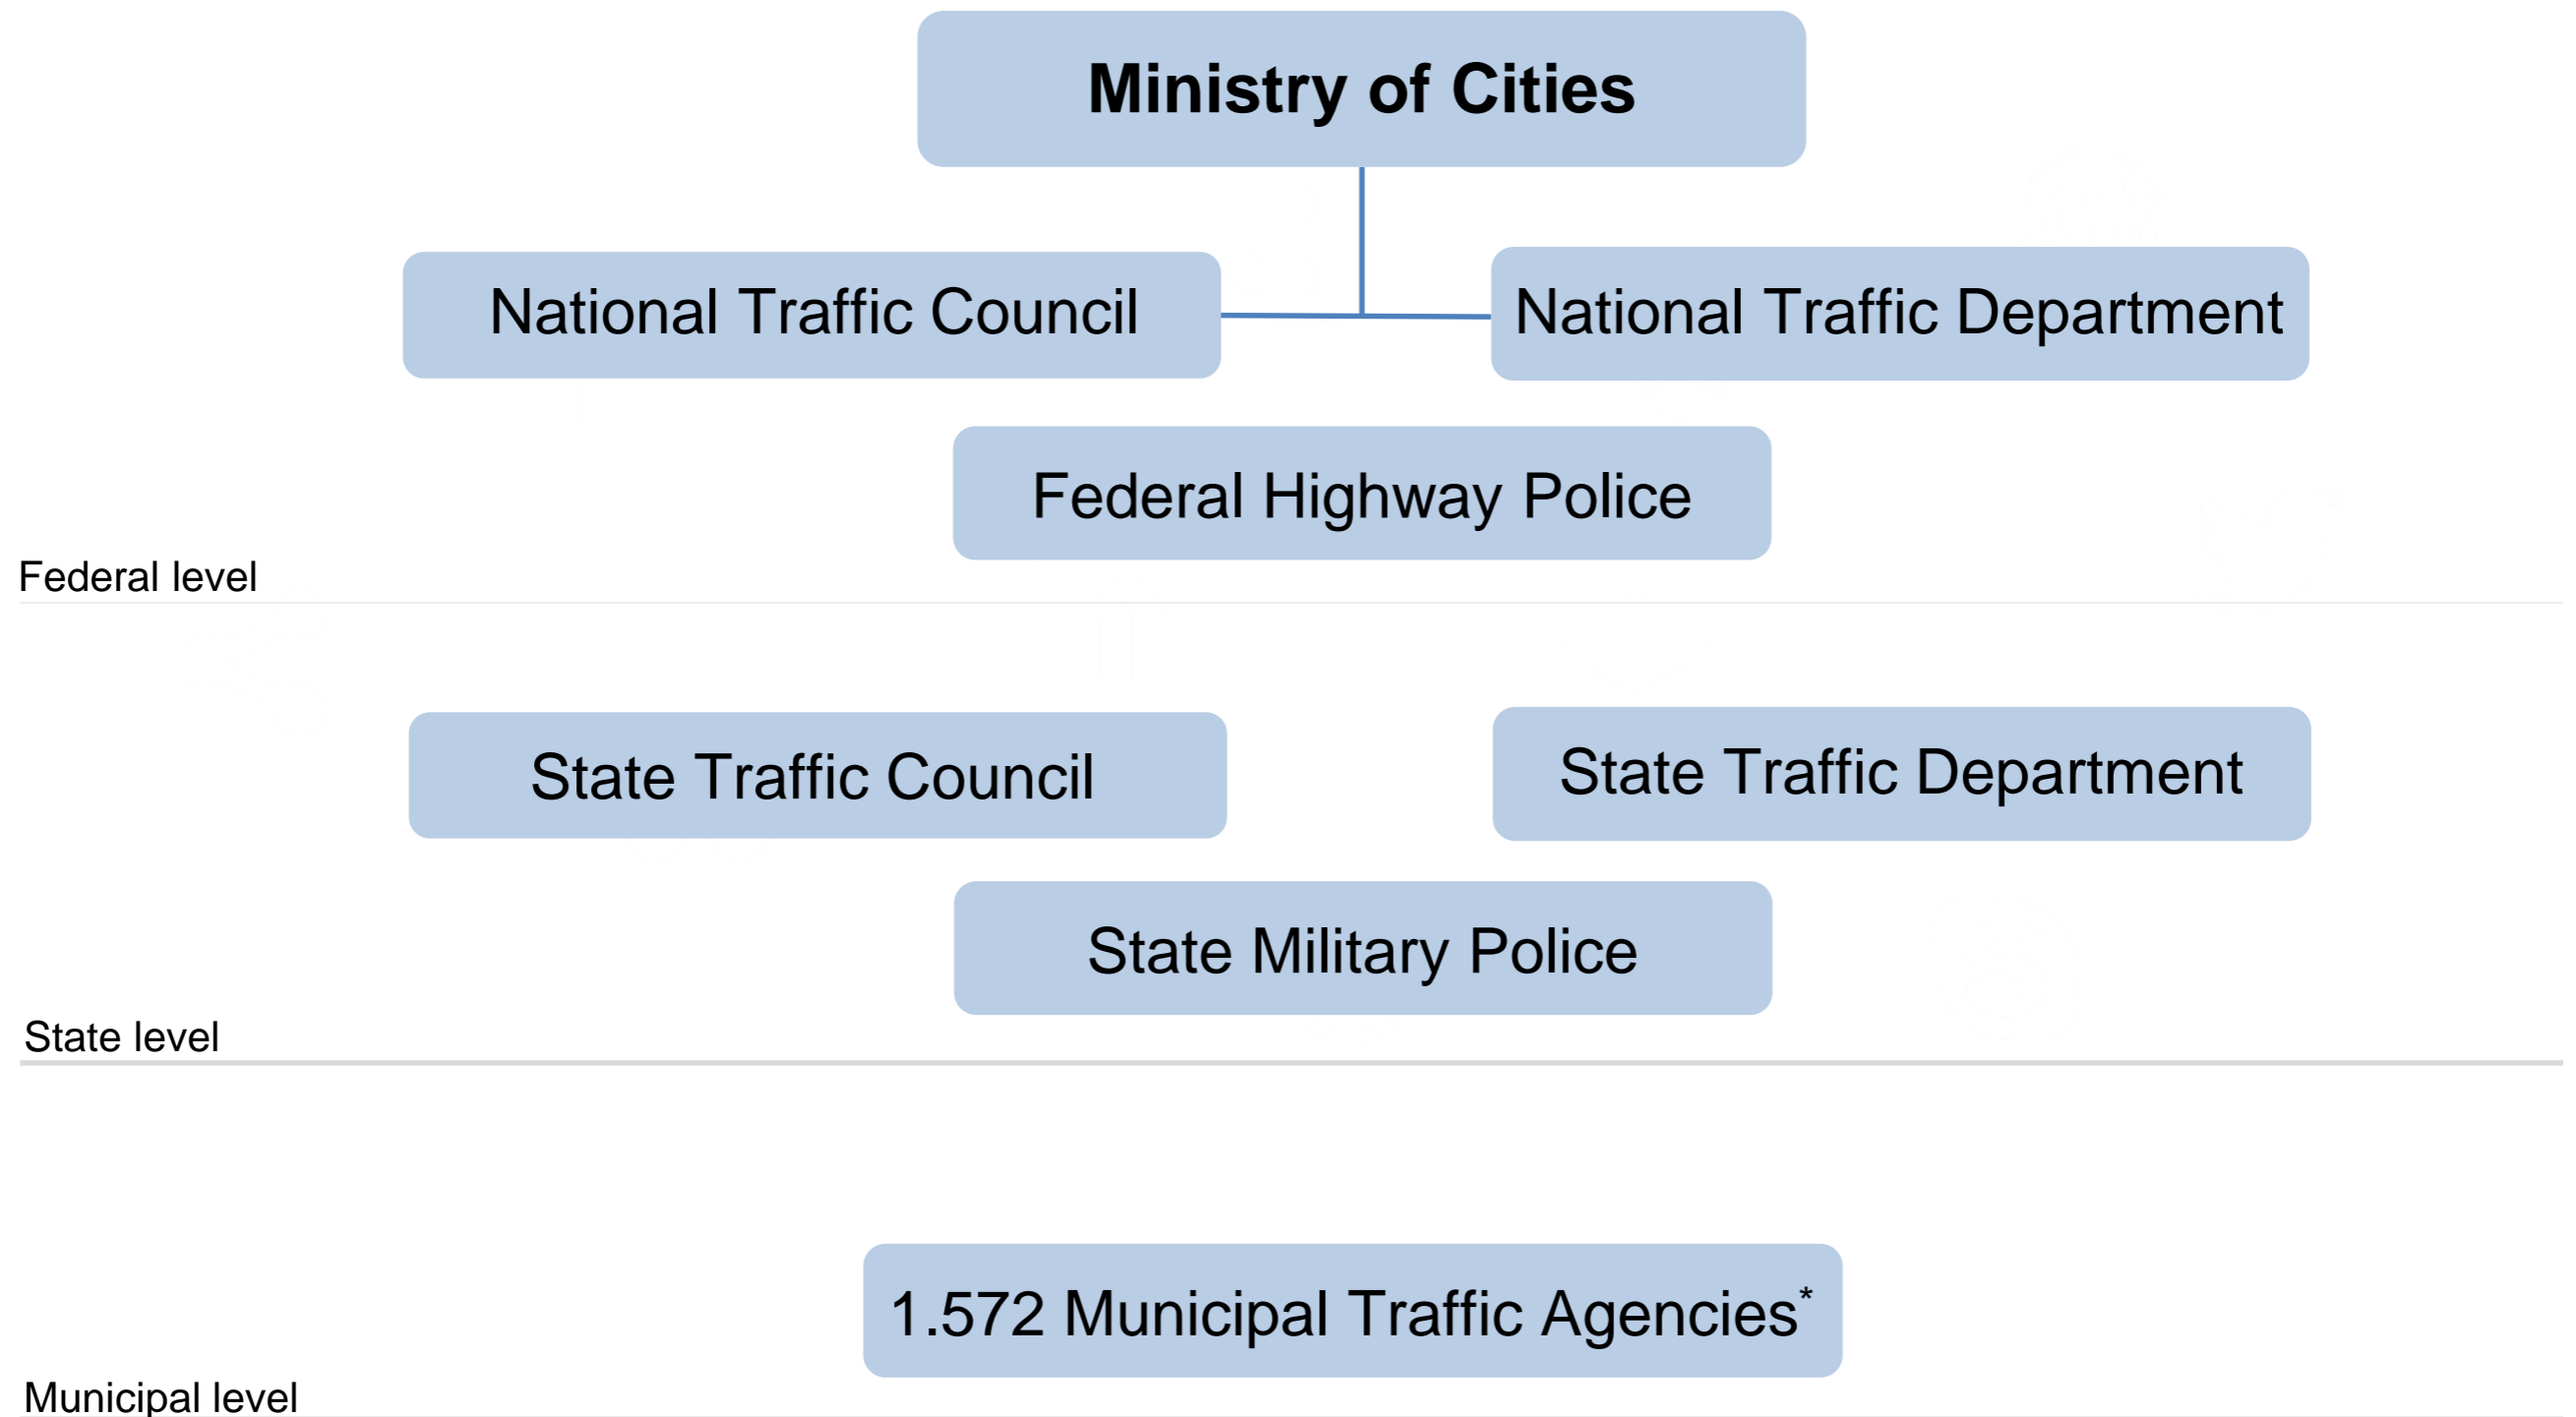 Ministry of Cities
National Traffic Council
National Traffic Department
Federal Highway Police
Federal level
State Traffic Council
State Traffic Department
State Military Police
State level
1.572 Municipal Traffic Agencies*
Municipal level